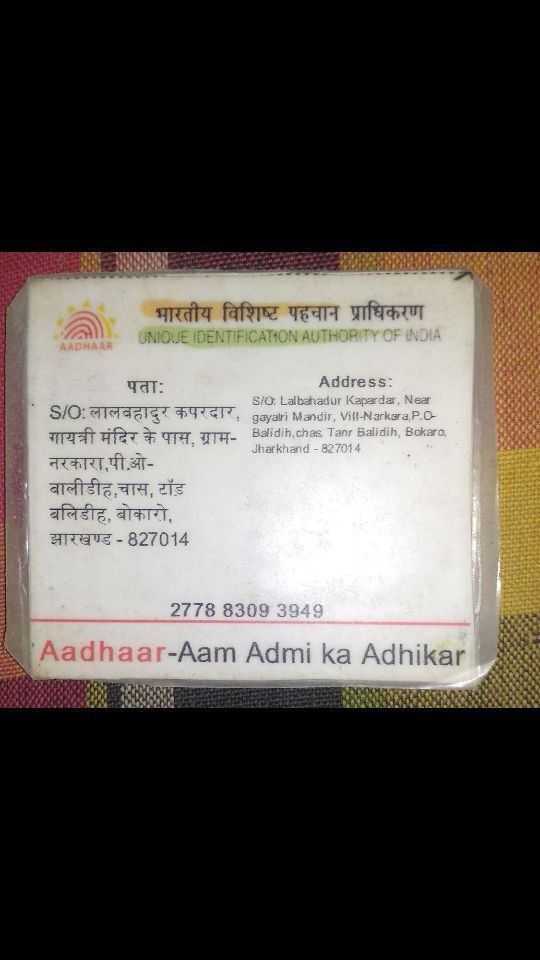 भारतीय विशिष्ट पहचान प्राधिकरण
UNIQUE IDENTIFICATION AUTHORITY OF INDIA
AADHAAR
पता:
S/O: लालबहादुर कपरदार,
गायत्री मंदिर के पास, ग्राम-
नरकारा,पी.ओ-
बालीडीह,चास, टाँड
बलिडीह, बोकारो,
झारखण्ड - 827014
Address:
S/O: Lalbahadur Kapardar, Near
gayatri Mandir, Vill-Narkara,P.O-
Balidih,chas, Tanr Balidih, Bokaro,
Jharkhand - 827014
2778 8309 3949
Aadhaar-Aam Admi ka Adhikar